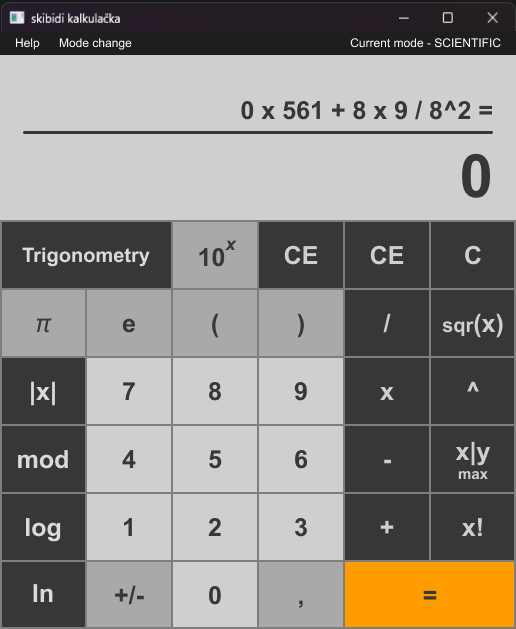 skibidi kalkulačka
Help Mode change Current mode - SCIENTIFIC
0 x 561 + 8 x 9 / 8^2 =
0
Trigonometry 10^x CE CE C
π e ( ) / sqr(x)
|x| 7 8 9 x ^
mod 4 5 6 - x|y max
log 1 2 3 + x!
ln +/- 0 , =